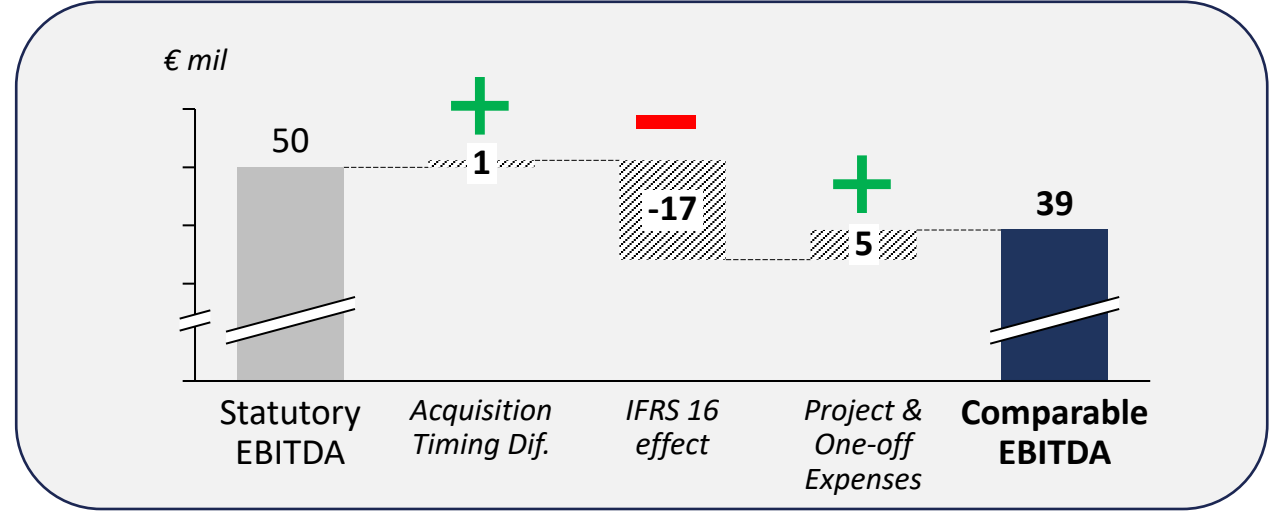 € mil
50
1
-17
5
39
Statutory
EBITDA
Acquisition
Timing Dif.
IFRS 16
effect
Project &
One-off
Expenses
Comparable
EBITDA